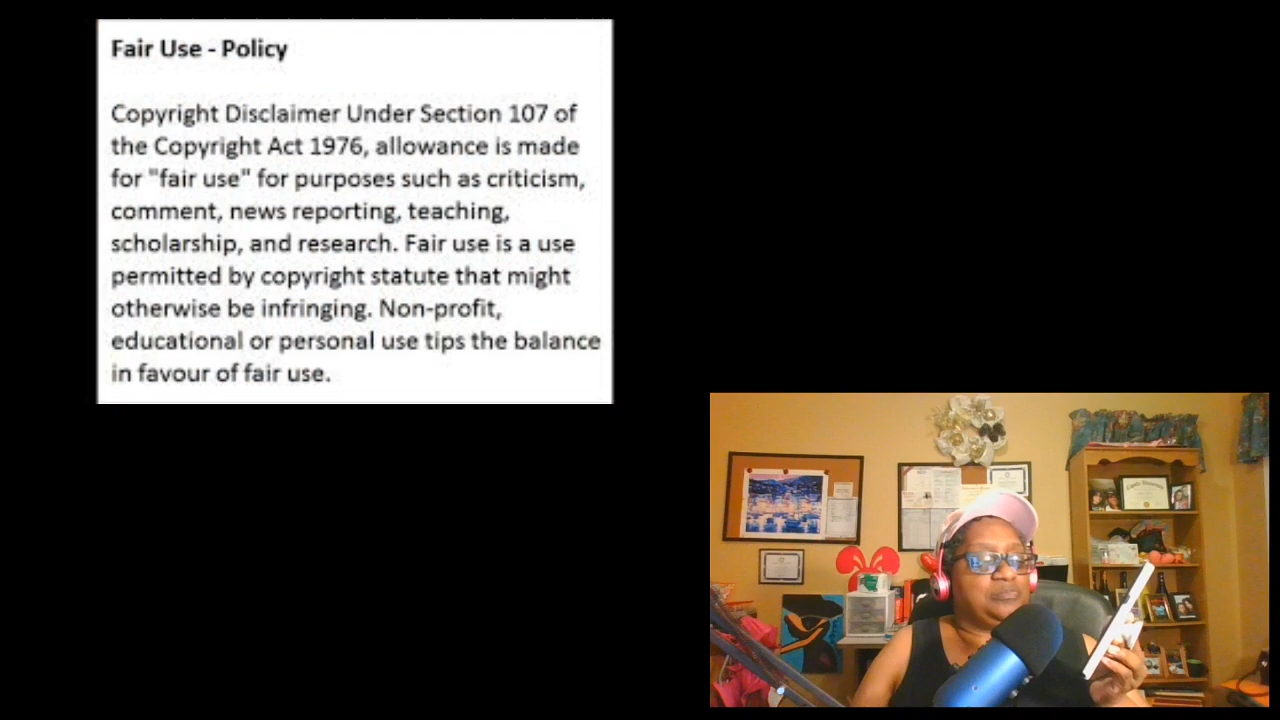 Fair Use - Policy
Copyright Disclaimer Under Section 107 of
the Copyright Act 1976, allowance is made
for "fair use" for purposes such as criticism,
comment, news reporting, teaching,
scholarship, and research. Fair use is a use
permitted by copyright statute that might
otherwise be infringing. Non-profit,
educational or personal use tips the balance
in favour of fair use.